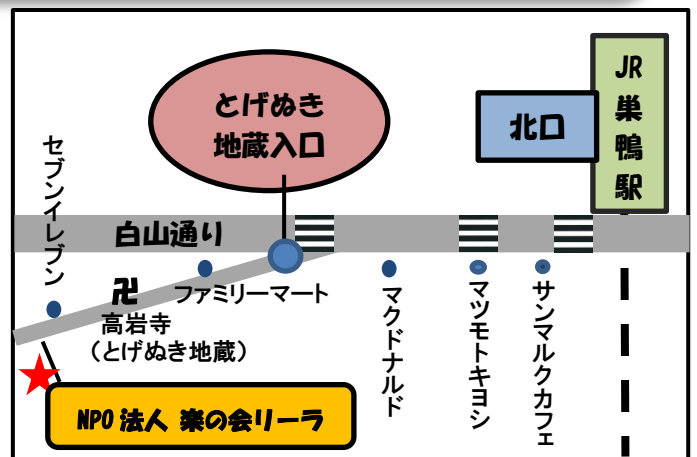 JR
巣
鴨
駅
北口
とげぬき
地蔵入口
セブンイレブン
白山通り
卍
ファミリーマート
高岩寺
(とげぬき地蔵)
マクドナルド
マツモトキヨシ
サンマルクカフェ
NPO法人 楽の会リーラ